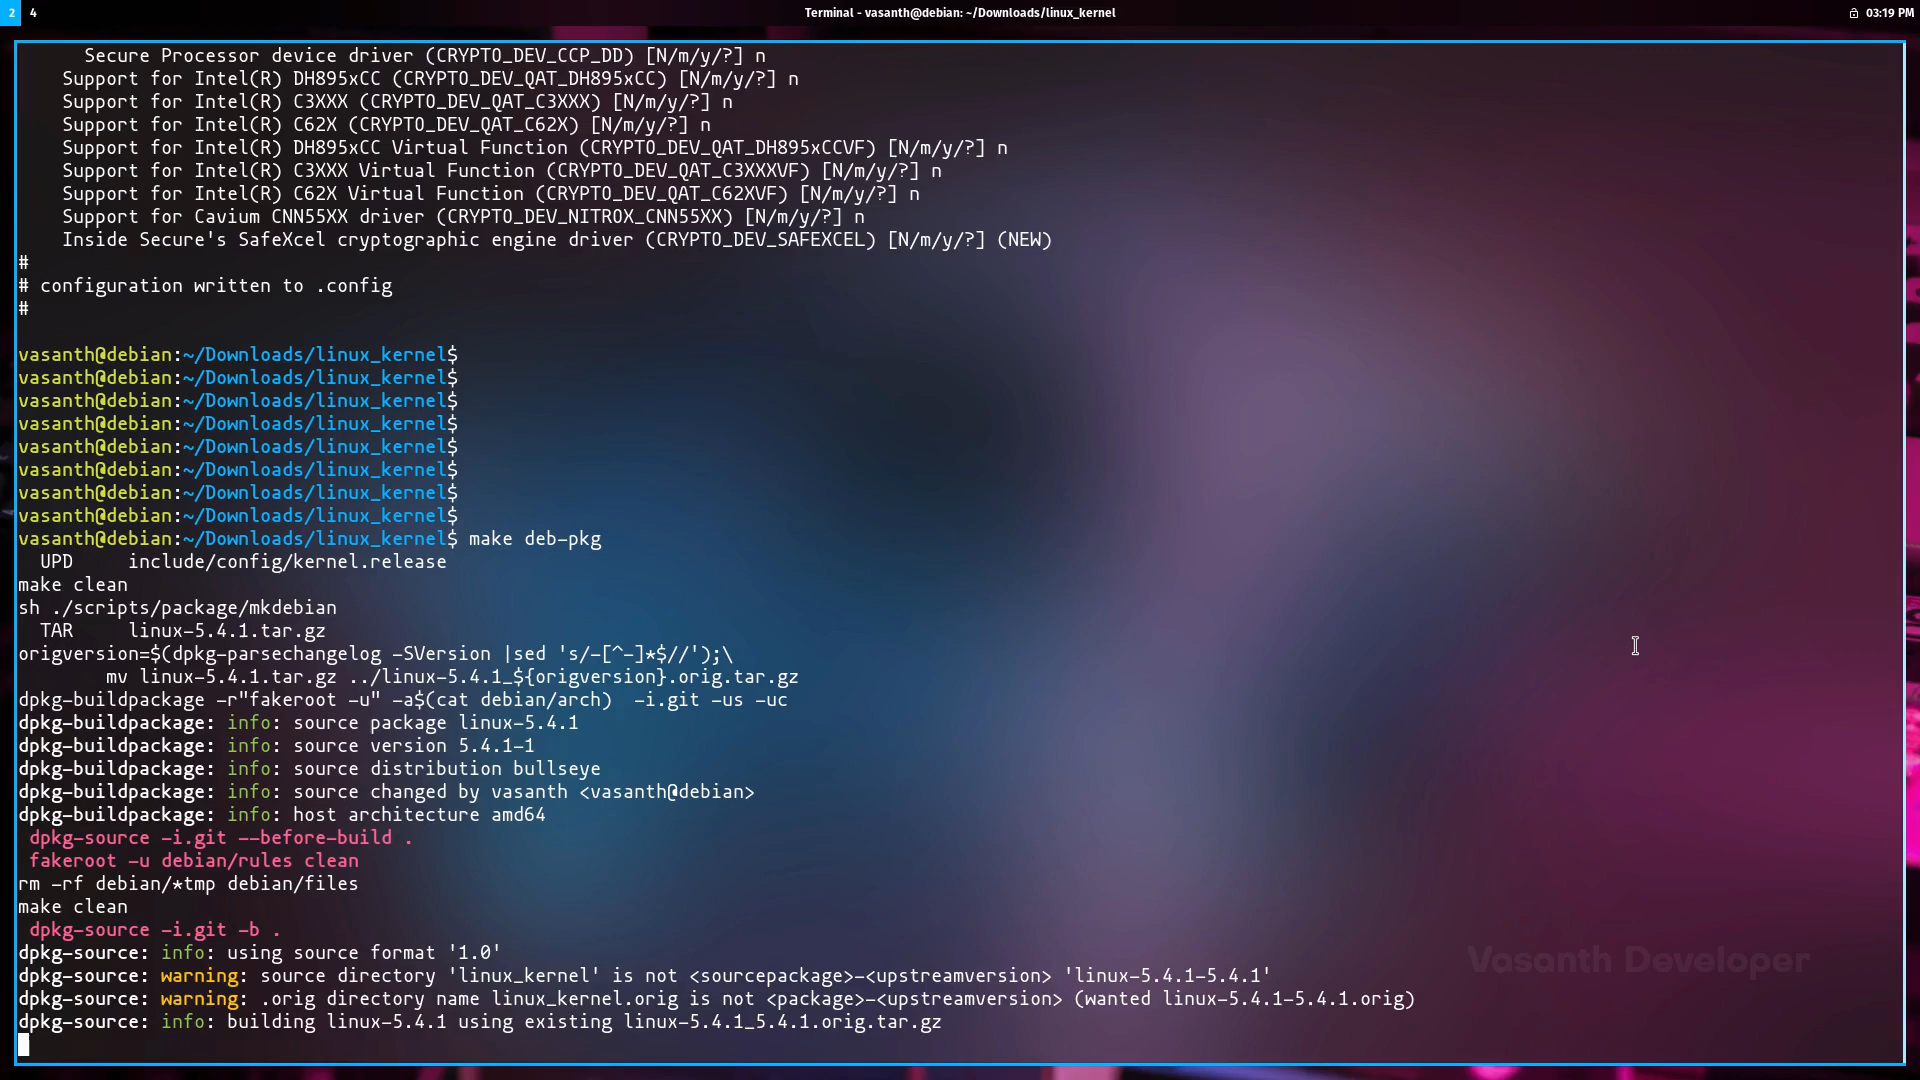 2 4 Terminal - vasanth@debian: ~/Downloads/linux_kernel 03:19 PM
Secure Processor device driver (CRYPTO_DEV_CCP_DD) [N/m/y/?] n
Support for Intel(R) DH895xCC (CRYPTO_DEV_QAT_DH895xCC) [N/m/y/?] n
Support for Intel(R) C3XXX (CRYPTO_DEV_QAT_C3XXX) [N/m/y/?] n
Support for Intel(R) C62X (CRYPTO_DEV_QAT_C62X) [N/m/y/?] n
Support for Intel(R) DH895xCC Virtual Function (CRYPTO_DEV_QAT_DH895xCCVF) [N/m/y/?] n
Support for Intel(R) C3XXX Virtual Function (CRYPTO_DEV_QAT_C3XXXVF) [N/m/y/?] n
Support for Intel(R) C62X Virtual Function (CRYPTO_DEV_QAT_C62XVF) [N/m/y/?] n
Support for Cavium CNN55XX driver (CRYPTO_DEV_NITROX_CNN55XX) [N/m/y/?] n
Inside Secure's SafeXcel cryptographic engine driver (CRYPTO_DEV_SAFEXCEL) [N/m/y/?] (NEW)
#
# configuration written to .config
#
vasanth@debian:~/Downloads/linux_kernel$
vasanth@debian:~/Downloads/linux_kernel$
vasanth@debian:~/Downloads/linux_kernel$
vasanth@debian:~/Downloads/linux_kernel$
vasanth@debian:~/Downloads/linux_kernel$
vasanth@debian:~/Downloads/linux_kernel$
vasanth@debian:~/Downloads/linux_kernel$
vasanth@debian:~/Downloads/linux_kernel$
vasanth@debian:~/Downloads/linux_kernel$ make deb-pkg
UPD include/config/kernel.release
make clean
sh ./scripts/package/mkdebian
TAR linux-5.4.1.tar.gz
origversion=$(dpkg-parsechangelog -SVersion |sed 's/-[^-]*$//');\
mv linux-5.4.1.tar.gz ../linux-5.4.1_${origversion}.orig.tar.gz
dpkg-buildpackage -r"fakeroot -u" -a$(cat debian/arch) -i.git -us -uc
dpkg-buildpackage: info: source package linux-5.4.1
dpkg-buildpackage: info: source version 5.4.1-1
dpkg-buildpackage: info: source distribution bullseye
dpkg-buildpackage: info: source changed by vasanth <vasanth@debian>
dpkg-buildpackage: info: host architecture amd64
dpkg-source -i.git --before-build .
fakeroot -u debian/rules clean
rm -rf debian/*tmp debian/files
make clean
dpkg-source -i.git -b .
dpkg-source: info: using source format '1.0'
dpkg-source: warning: source directory 'linux_kernel' is not <sourcepackage>-<upstreamversion> 'linux-5.4.1-5.4.1'
dpkg-source: warning: .orig directory name linux_kernel.orig is not <package>-<upstreamversion> (wanted linux-5.4.1-5.4.1.orig)
dpkg-source: info: building linux-5.4.1 using existing linux-5.4.1_5.4.1.orig.tar.gz
Vasanth Developer